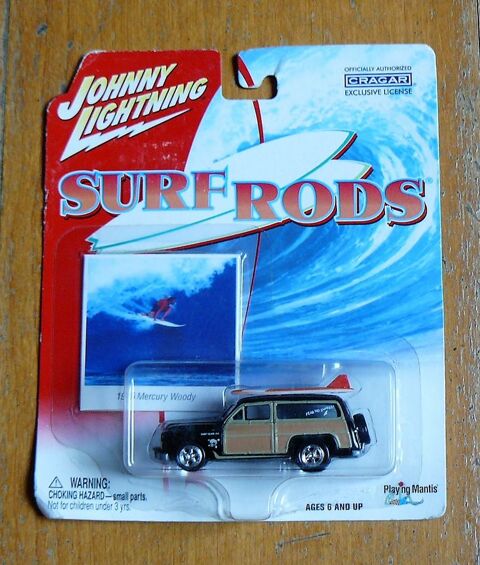 JOHNNY
LIGHTNING
OFFICIALLY AUTHORIZED
CRAGAR
EXCLUSIVE LICENSE
SURF RODS®
Mercury Woody
WARNING:
CHOKING HAZARD—small parts.
Not for children under 3 yrs.
AGES 6 AND UP
Playing Mantis